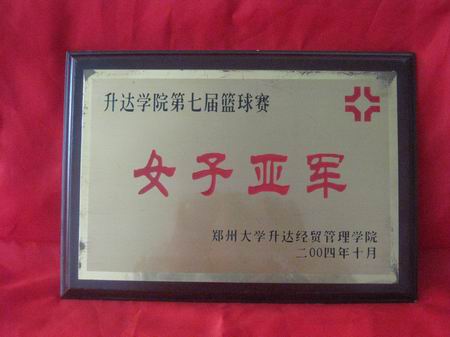 升达学院第七届篮球赛
女子亚军
郑州大学升达经贸管理学院
二00四年十月